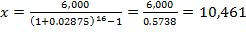 x = 6,000 / (1+0.02875)^16 −1 = 6,000 / 0.5738 = 10,461